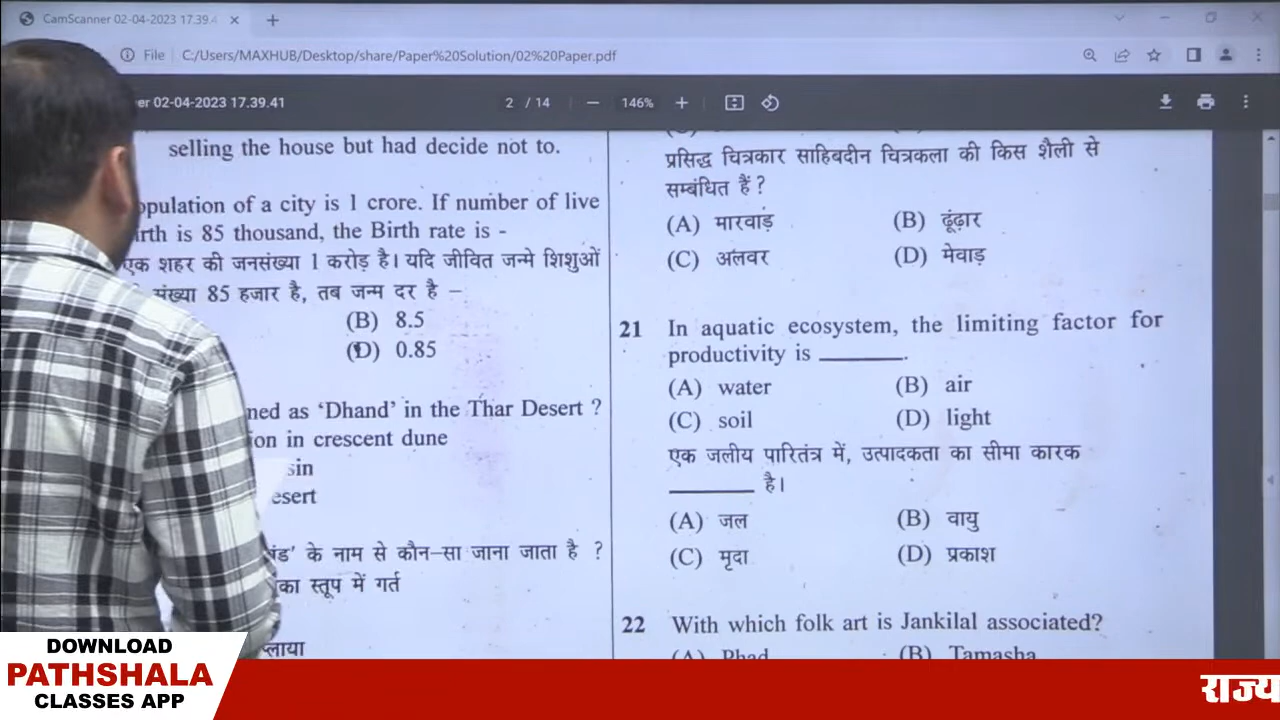 CamScanner 02-04-2023 17.39.4
File C:/Users/MAXHUB/Desktop/share/Paper%20Solution/02%20Paper.pdf
er 02-04-2023 17.39.41
2 / 14
146%
selling the house but had decide not to.
opulation of a city is 1 crore. If number of live
rth is 85 thousand, the Birth rate is -
एक शहर की जनसंख्या 1 करोड़ है। यदि जीवित जन्मे शिशुओं
संख्या 85 हजार है, तब जन्म दर है –
(B) 8.5
(D) 0.85
ned as ‘Dhand’ in the Thar Desert ?
on in crescent dune
sin
esert
के नाम से कौन-सा जाना जाता है ?
का स्तूप में गर्त
प्लाया
प्रसिद्ध चित्रकार साहिबदीन चित्रकला की किस शैली से
सम्बंधित हैं ?
(A) मारवाड़ (B) ढूंढ़ार
(C) अलवर (D) मेवाड़
21 In aquatic ecosystem, the limiting factor for
productivity is ________.
(A) water (B) air
(C) soil (D) light
एक जलीय पारितंत्र में, उत्पादकता का सीमा कारक
________ है।
(A) जल (B) वायु
(C) मृदा (D) प्रकाश
22 With which folk art is Jankilal associated?
(A) Phad (B) Tamasha
DOWNLOAD
PATHSHALA
CLASSES APP
राज्य